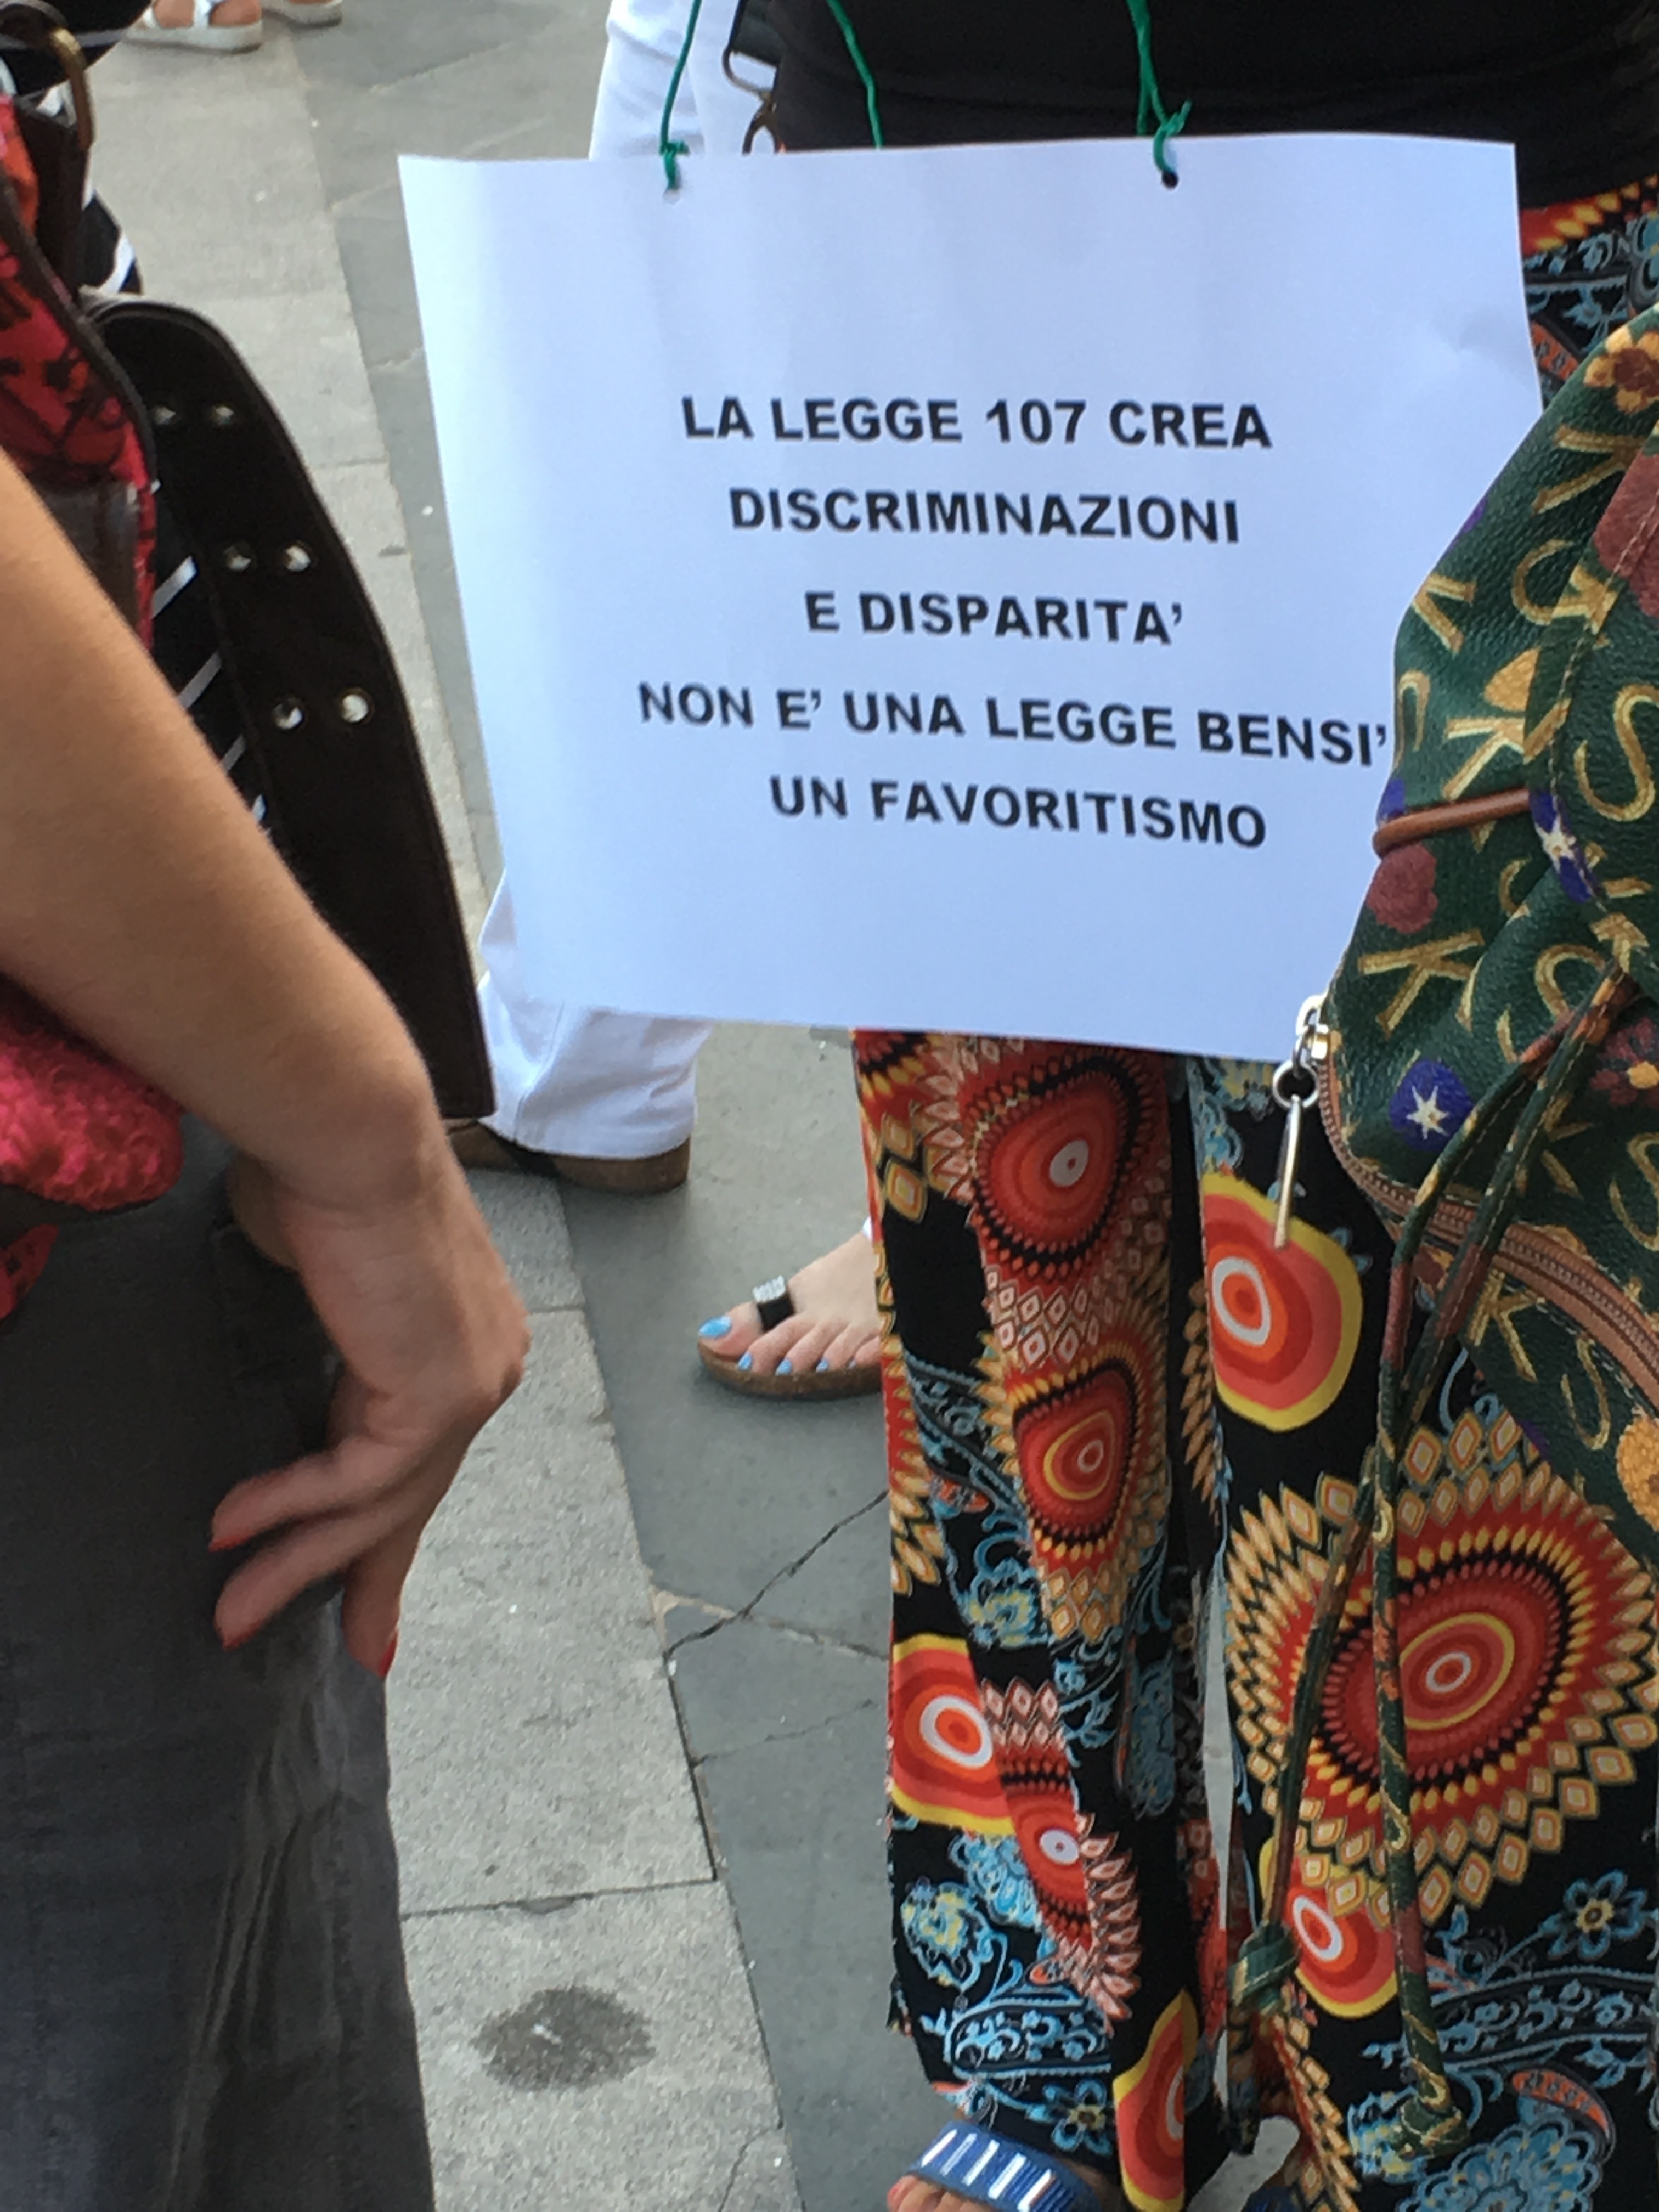 LA LEGGE 107 CREA
DISCRIMINAZIONI
E DISPARITA'
NON E' UNA LEGGE BENSI'
UN FAVORITISMO